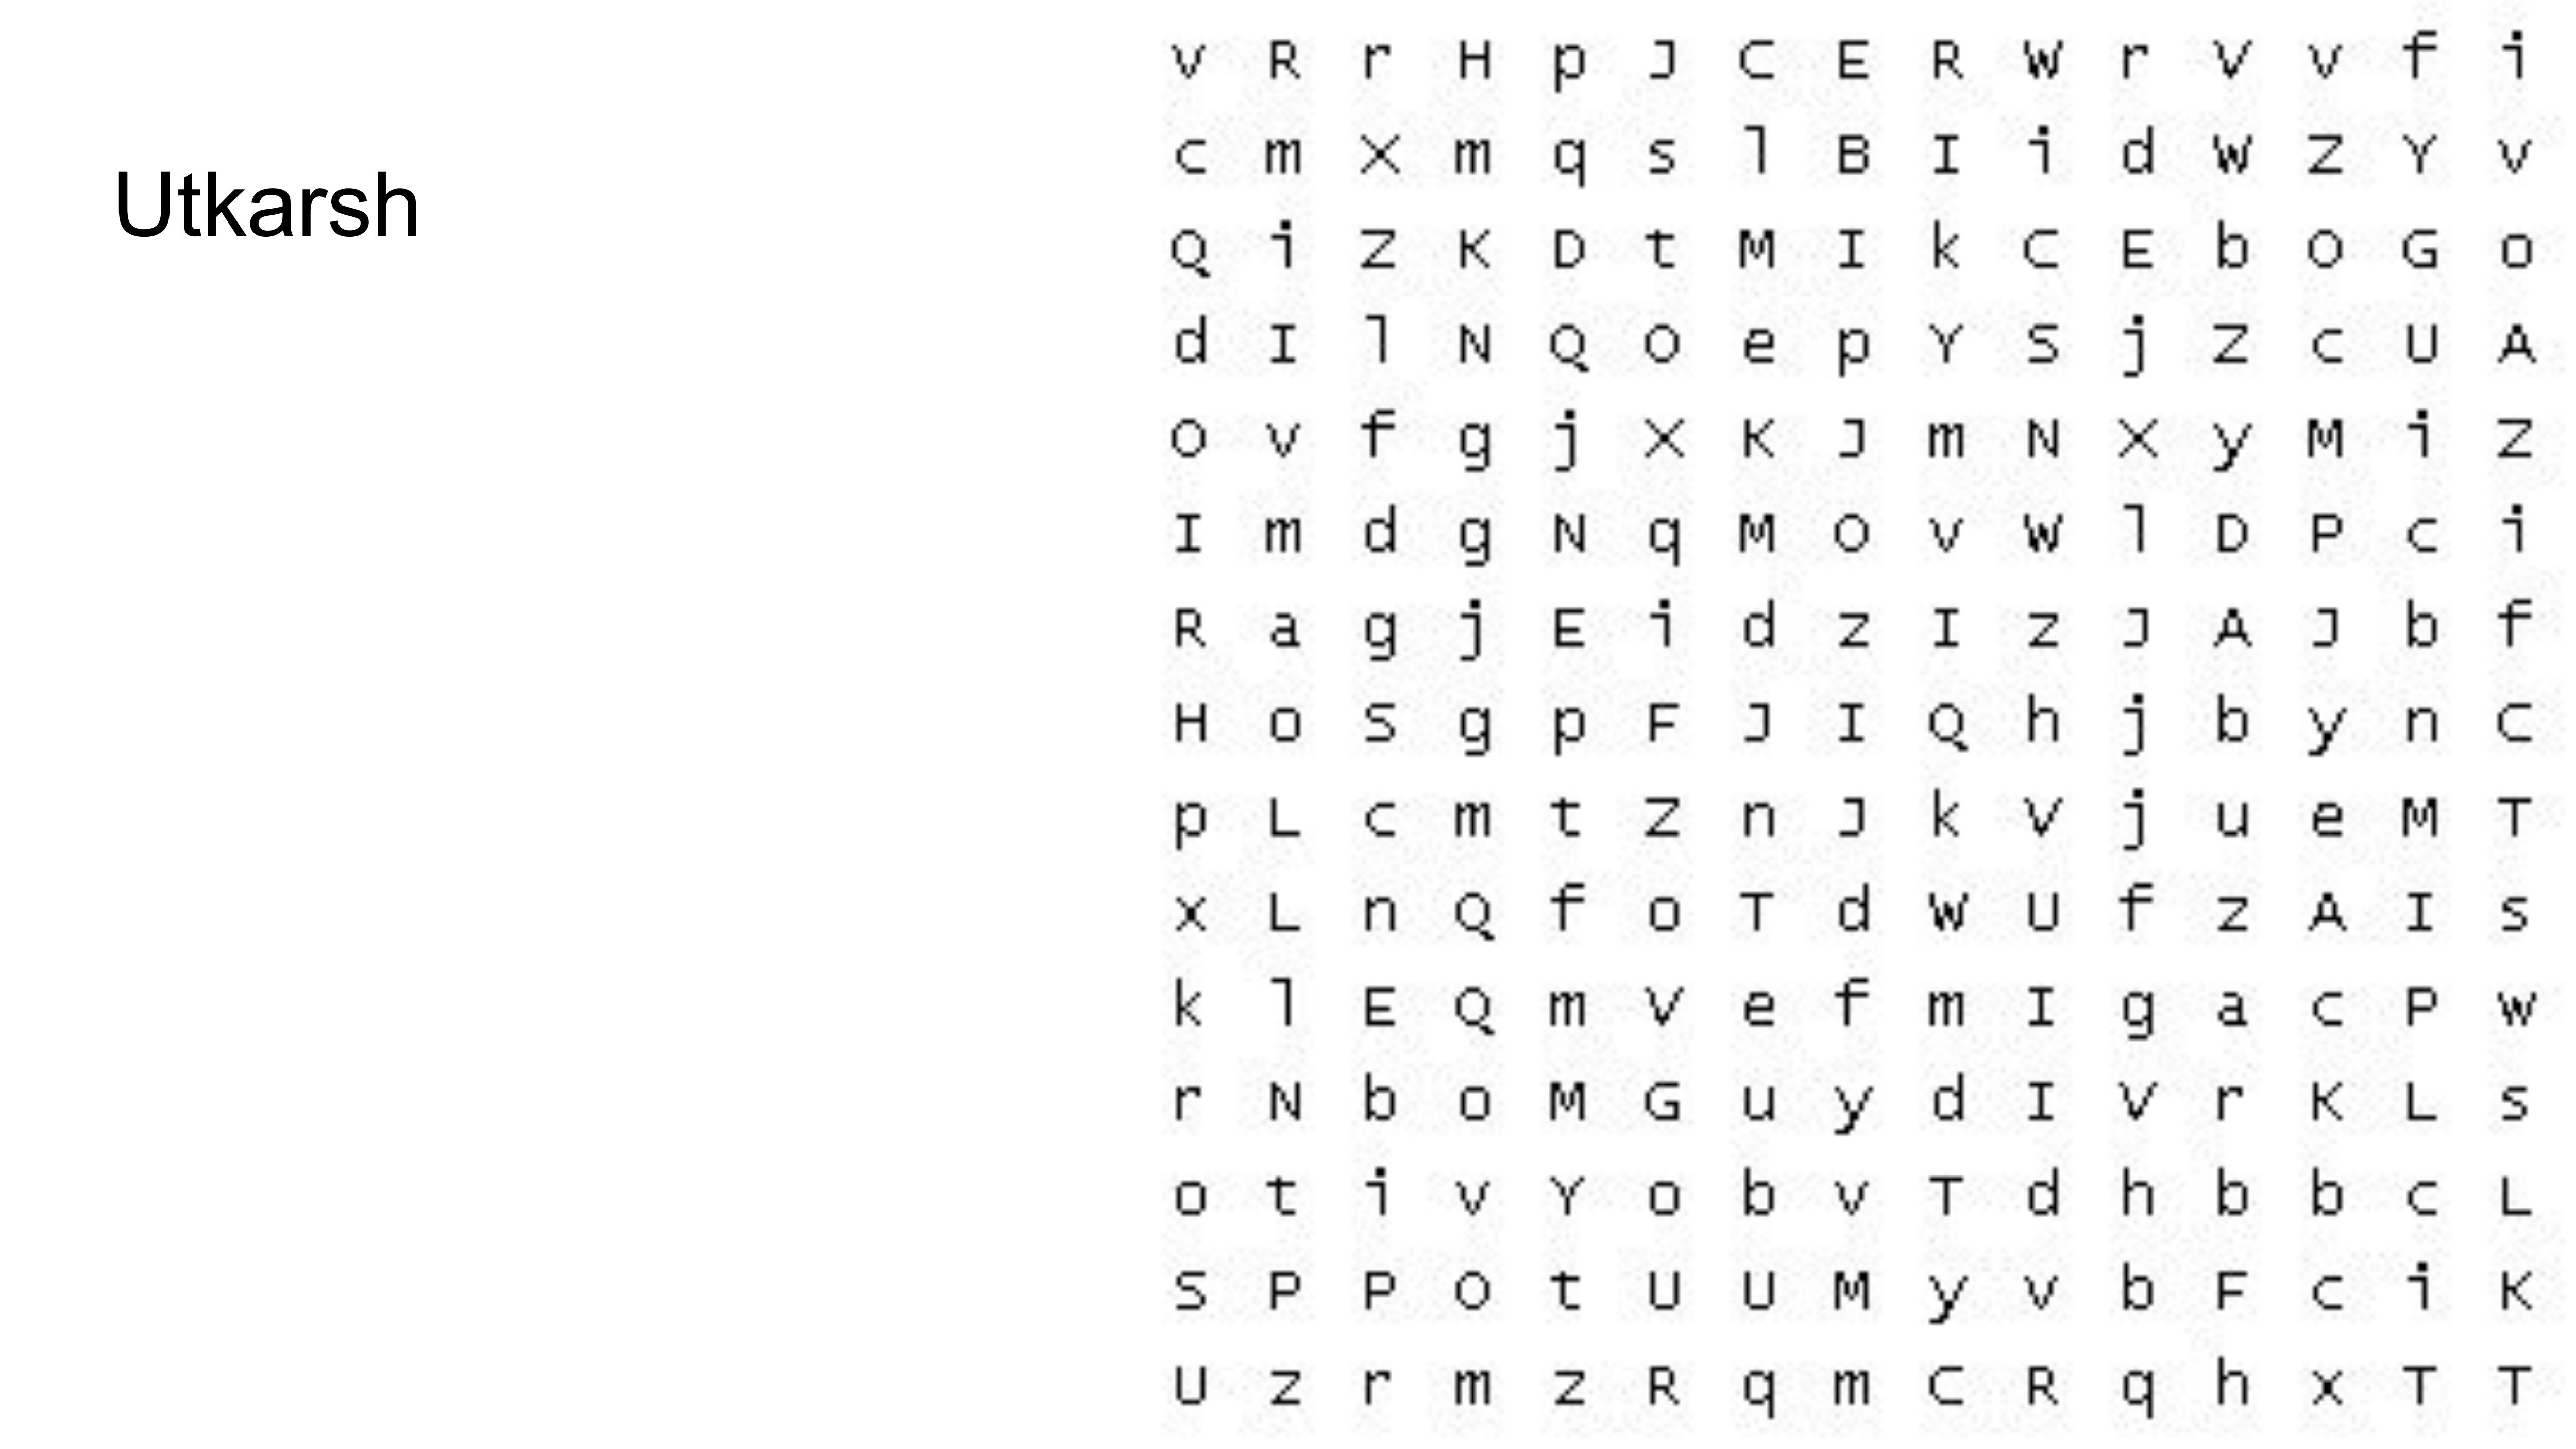 Utkarsh
v R r H p J C E R W r V v f i
c m X m q s l B I i d W Z Y v
Q i Z K D t M I k C E b O G o
d I l N Q O e p Y S j Z c U A
O v f g j X K J m N X y M i Z
I m d g N q M O v W l D P c i
R a g j E i d z I z J A J b f
H o S g p F J I Q h j b y n C
p L c m t Z n J k V j u e M T
x L n Q f o T d W U f z A I s
k l E Q m V e f m I g a c P w
r N b o M G u y d I V r K L s
o t i v Y o b v T d h b b c L
S P P O t U U M y v b F c i K
U z r m z R q m C R q h x T T